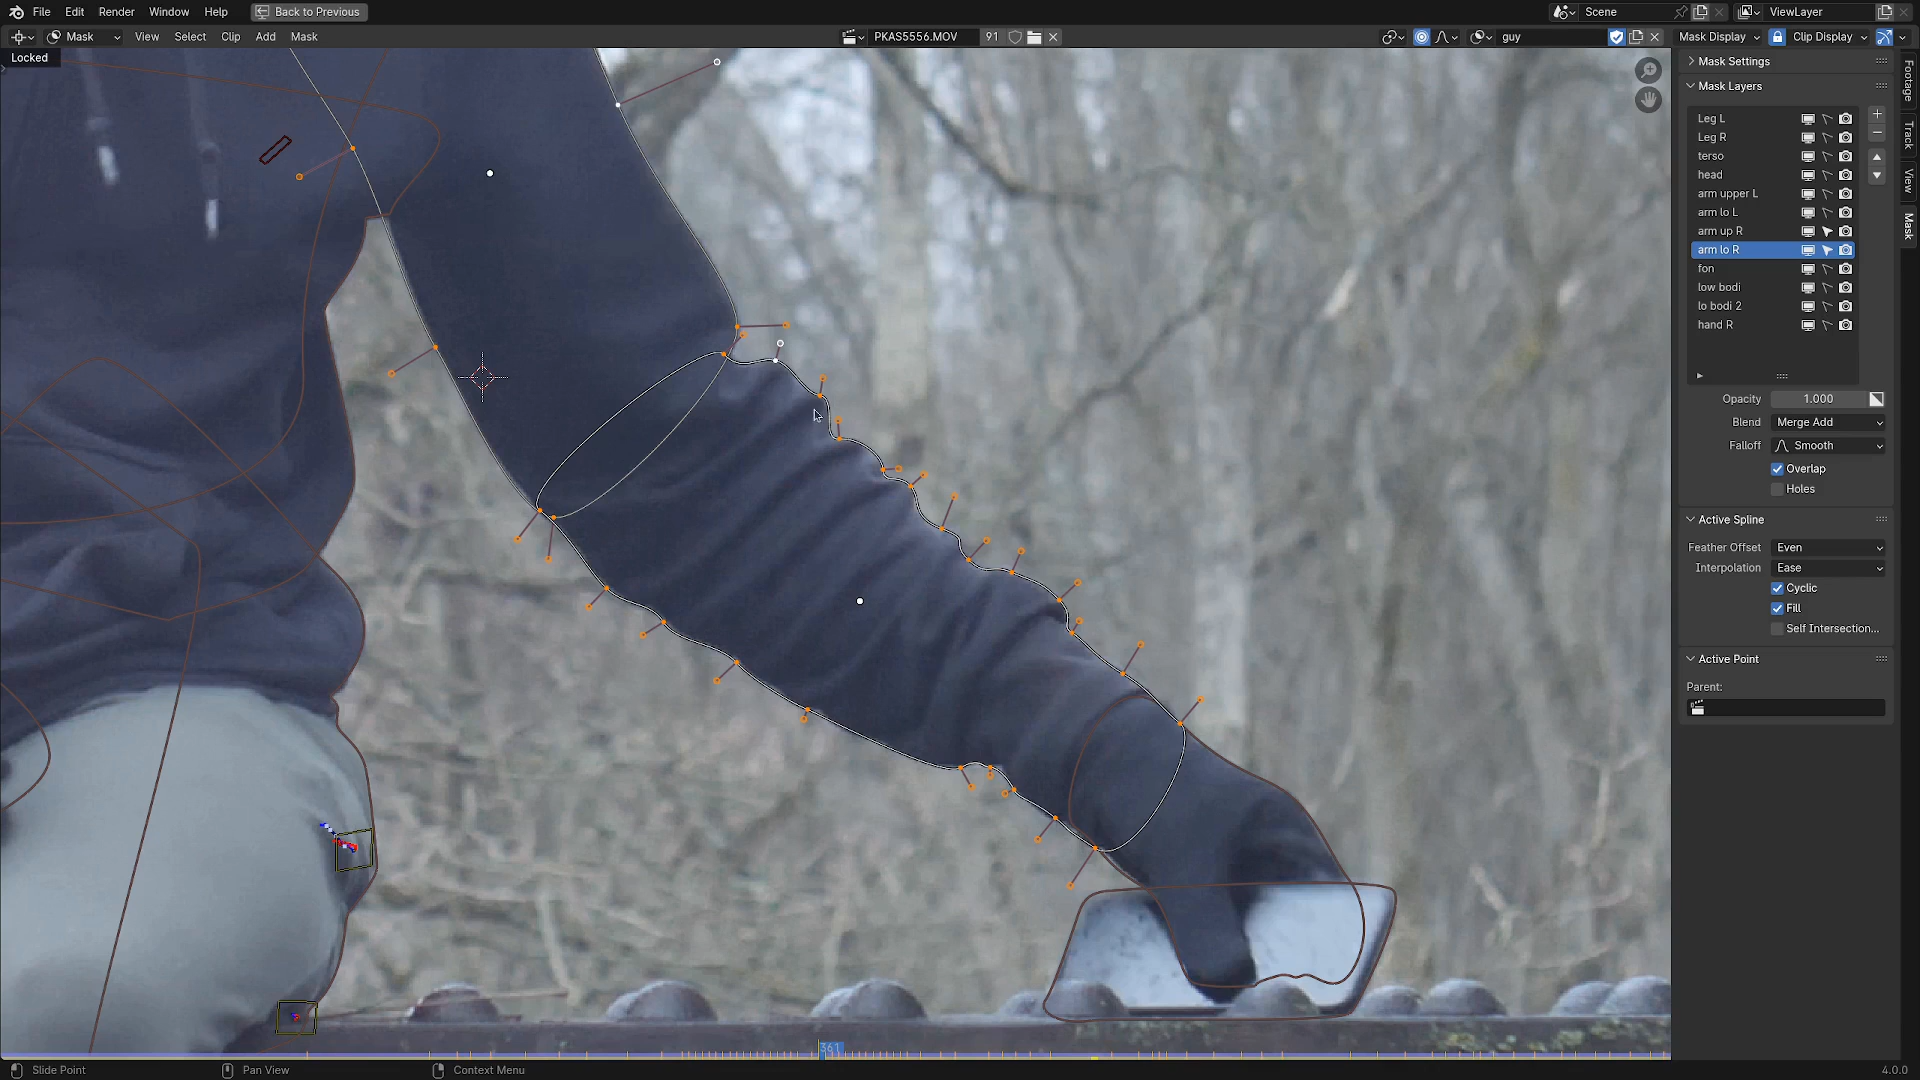 File Edit Render Window Help Back to Previous Scene ViewLayer
Mask View Select Clip Add Mask PKAS5556.MOV 91 guy Mask Display Clip Display
Locked
Mask Settings
Mask Layers
Leg L
Leg R
terso
head
arm upper L
arm lo L
arm up R
arm lo R
fon
low bodi
lo bodi 2
hand R
Opacity 1.000
Blend Merge Add
Falloff Smooth
Overlap
Holes
Active Spline
Feather Offset Even
Interpolation Ease
Cyclic
Fill
Self Intersection...
Active Point
Parent:
Footage
Track
View
Mask
361
Slide Point Pan View Context Menu 4.0.0